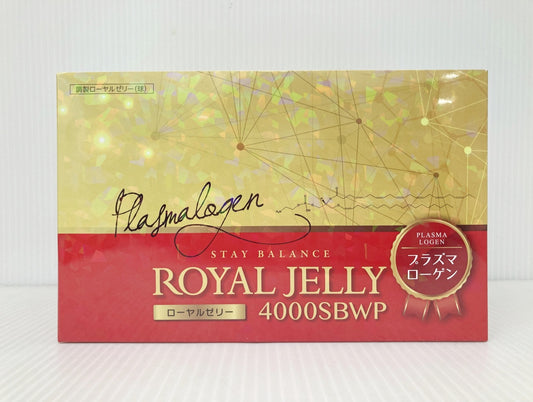 調製ローヤルゼリー(球)
Plasmalogen
STAY BALANCE
ROYAL JELLY
ローヤルゼリー 4000SBWP
PLASMA
LOGEN
プラズマ
ローゲン